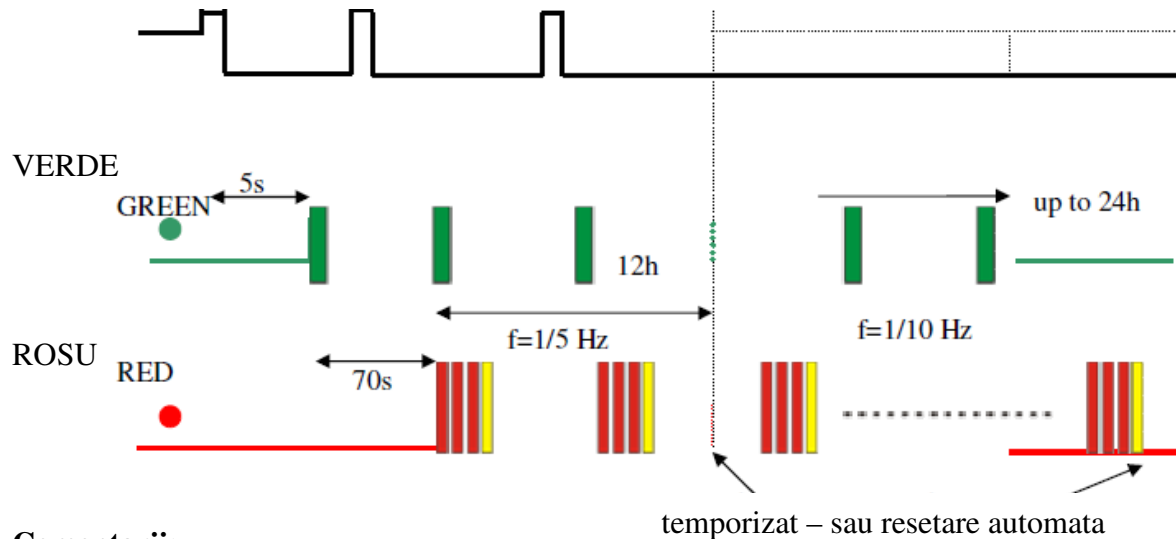 VERDE
5s
GREEN
up to 24h
12h
f=1/5 Hz
f=1/10 Hz
ROSU
RED
70s
temporizat – sau resetare automata